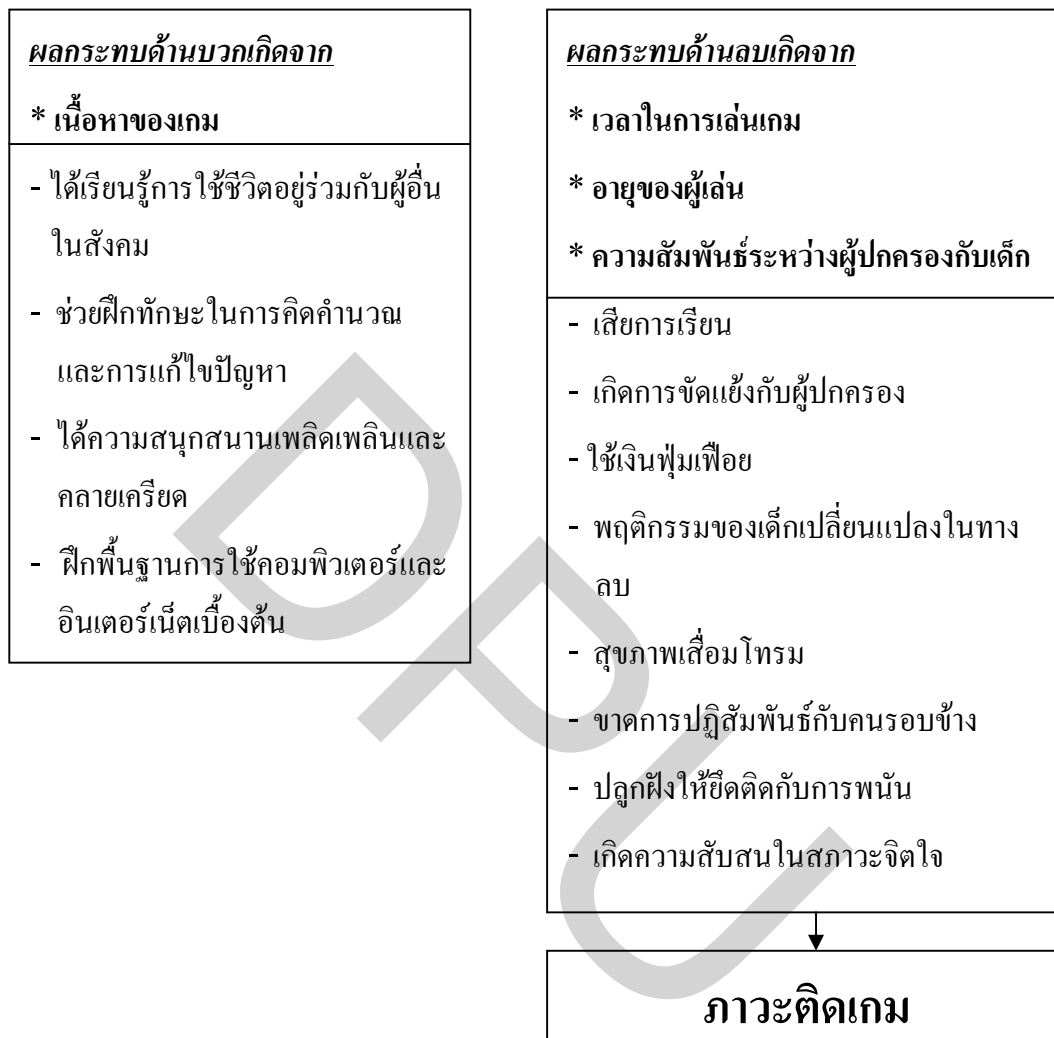 ผลกระทบด้านบวกเกิดจาก
* เนื้อหาของเกม
- ได้เรียนรู้การใช้ชีวิตอยู่ร่วมกับผู้อื่น
ในสังคม
- ช่วยฝึกทักษะในการคิดคำนวณ
และการแก้ไขปัญหา
- ได้ความสนุกสนานเพลิดเพลินและ
คลายเครียด
- ฝึกพื้นฐานการใช้คอมพิวเตอร์และ
อินเตอร์เน็ตเบื้องต้น
ผลกระทบด้านลบเกิดจาก
* เวลาในการเล่นเกม
* อายุของผู้เล่น
* ความสัมพันธ์ระหว่างผู้ปกครองกับเด็ก
- เสียการเรียน
- เกิดการขัดแย้งกับผู้ปกครอง
- ใช้เงินฟุ่มเฟือย
- พฤติกรรมของเด็กเปลี่ยนแปลงในทาง
ลบ
- สุขภาพเสื่อมโทรม
- ขาดการปฏิสัมพันธ์กับคนรอบข้าง
- ปลูกฝังให้ยึดติดกับการพนัน
- เกิดความสับสนในสภาวะจิตใจ
ภาวะติดเกม
DPU